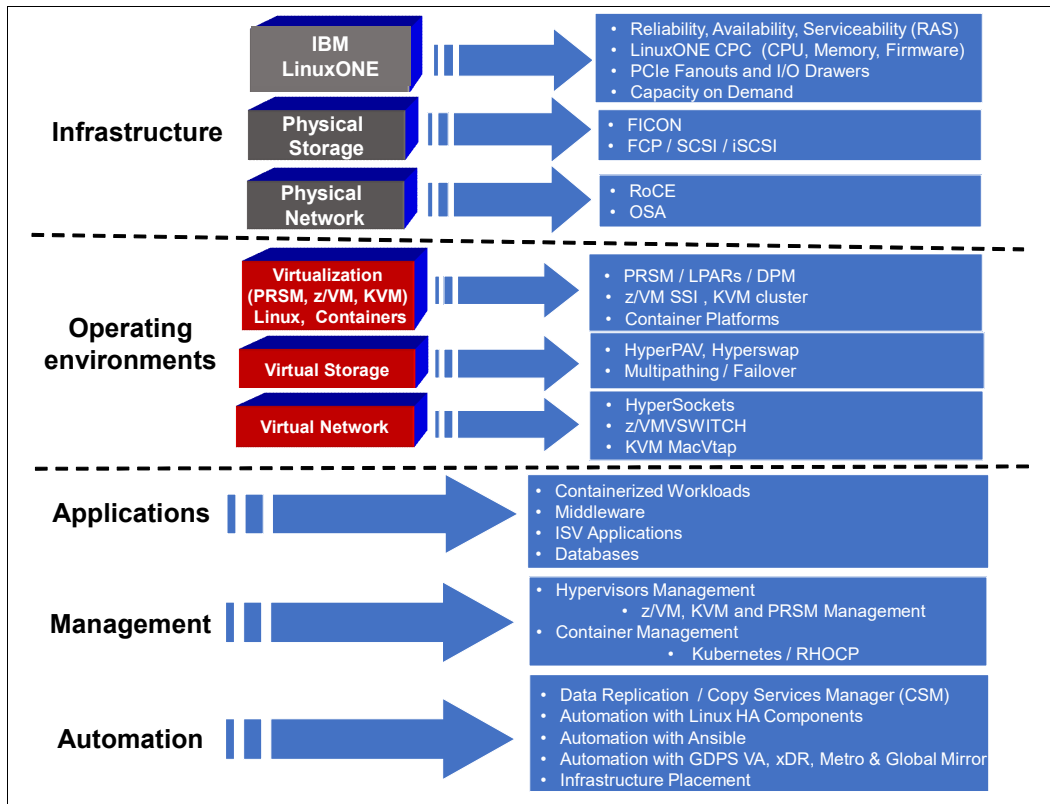 Infrastructure
IBM
LinuxONE
• Reliability, Availability, Serviceability (RAS)
• LinuxONE CPC (CPU, Memory, Firmware)
• PCIe Fanouts and I/O Drawers
• Capacity on Demand
Physical
Storage
• FICON
• FCP / SCSI / iSCSI
Physical
Network
• RoCE
• OSA
Operating
environments
Virtualization
(PRSM, z/VM, KVM)
Linux, Containers
• PRSM / LPARs / DPM
• z/VM SSI , KVM cluster
• Container Platforms
Virtual Storage
• HyperPAV, Hyperswap
• Multipathing / Failover
Virtual Network
• HyperSockets
• z/VMVSWITCH
• KVM MacVtap
Applications
• Containerized Workloads
• Middleware
• ISV Applications
• Databases
Management
• Hypervisors Management
• z/VM, KVM and PRSM Management
• Container Management
• Kubernetes / RHOCP
Automation
• Data Replication / Copy Services Manager (CSM)
• Automation with Linux HA Components
• Automation with Ansible
• Automation with GDPS VA, xDR, Metro & Global Mirror
• Infrastructure Placement